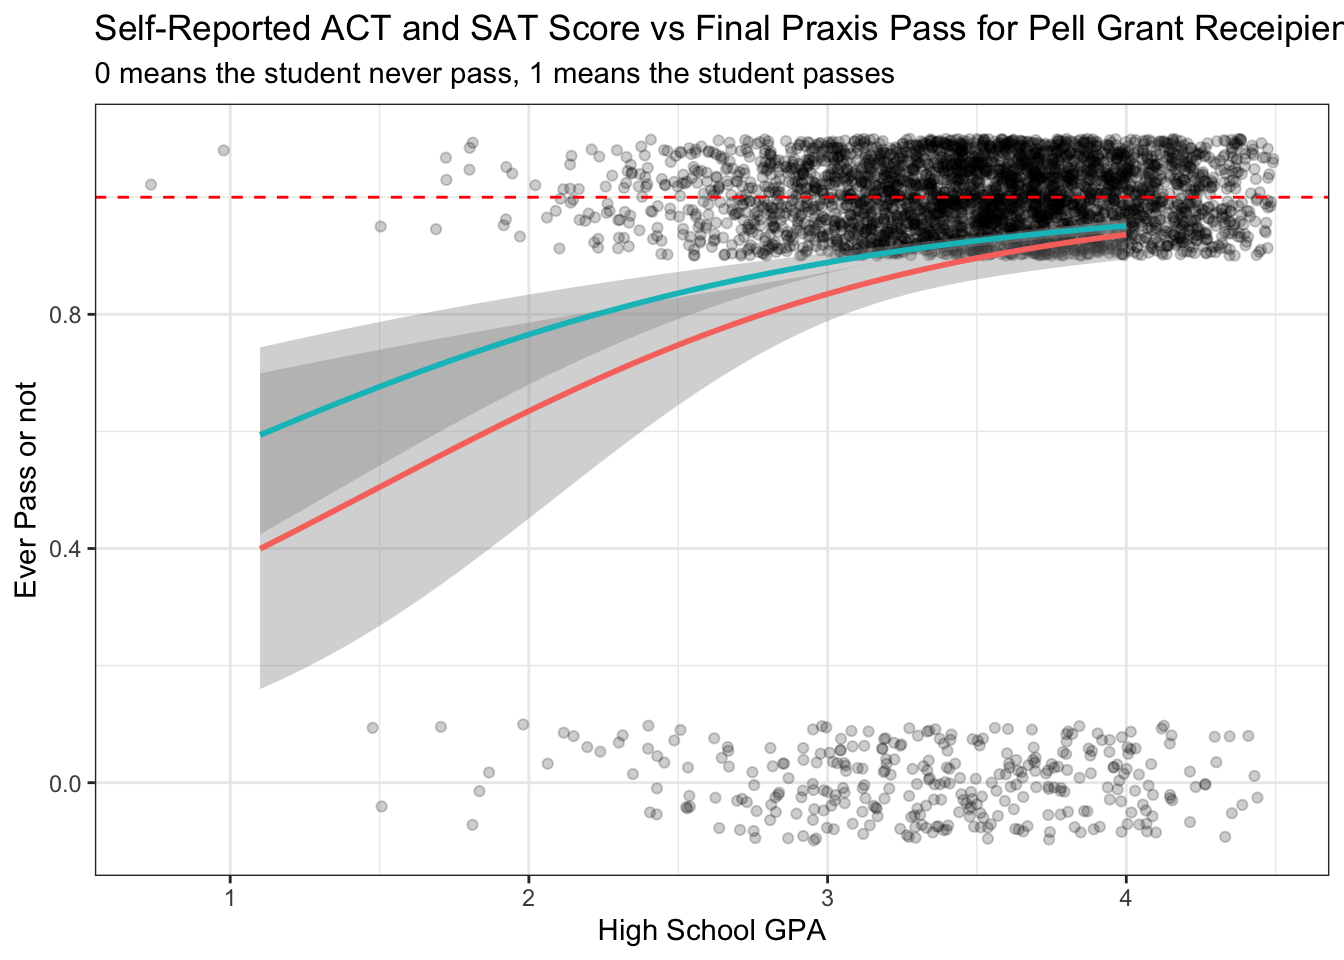 Self-Reported ACT and SAT Score vs Final Praxis Pass for Pell Grant Receipien
0 means the student never pass, 1 means the student passes
Ever Pass or not
0.8
0.4
0.0
1 2 3 4
High School GPA